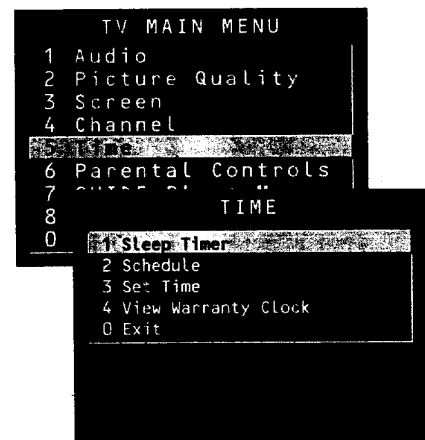 TV MAIN MENU
1 Audio
2 Picture Quality
3 Screen
4 Channel
5 Time
6 Parental Controls
7 GUIDE
8
0
TIME
1 Sleep Timer
2 Schedule
3 Set Time
4 View Warranty Clock
0 Exit